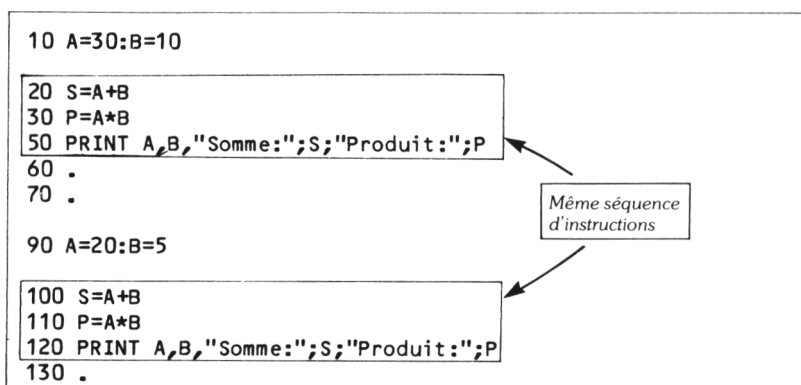 10 A=30:B=10
20 S=A+B
30 P=A*B
50 PRINT A,B,"Somme:";S;"Produit:";P
60 .
70 .
Même séquence
d'instructions
90 A=20:B=5
100 S=A+B
110 P=A*B
120 PRINT A,B,"Somme:";S;"Produit:";P
130 .